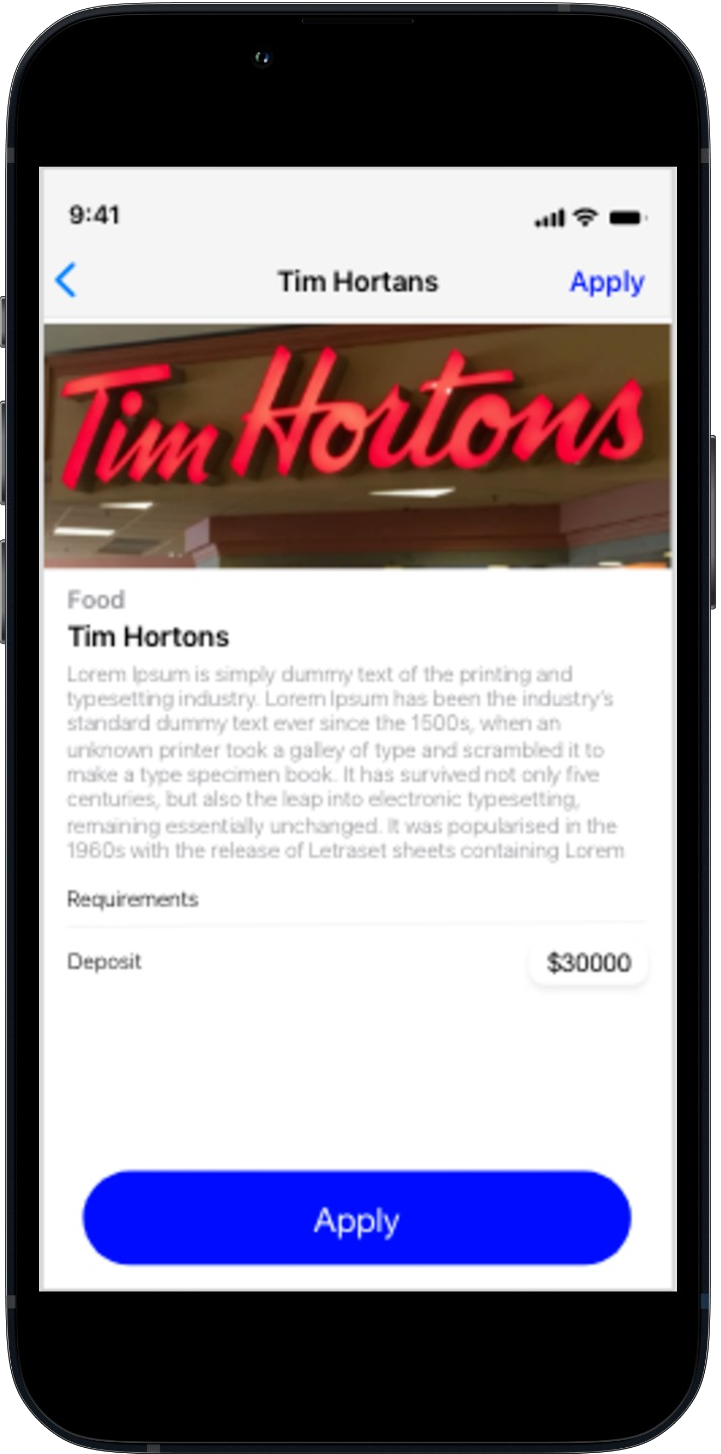 9:41
Tim Hortans
Apply
Tim Hortons
Food
Tim Hortons
Lorem Ipsum is simply dummy text of the printing and
typesetting industry. Lorem Ipsum has been the industry's
standard dummy text ever since the 1500s, when an
unknown printer took a galley of type and scrambled it to
make a type specimen book. It has survived not only five
centuries, but also the leap into electronic typesetting,
remaining essentially unchanged. It was popularised in the
1960s with the release of Letraset sheets containing Lorem
Requirements
Deposit
$30000
Apply